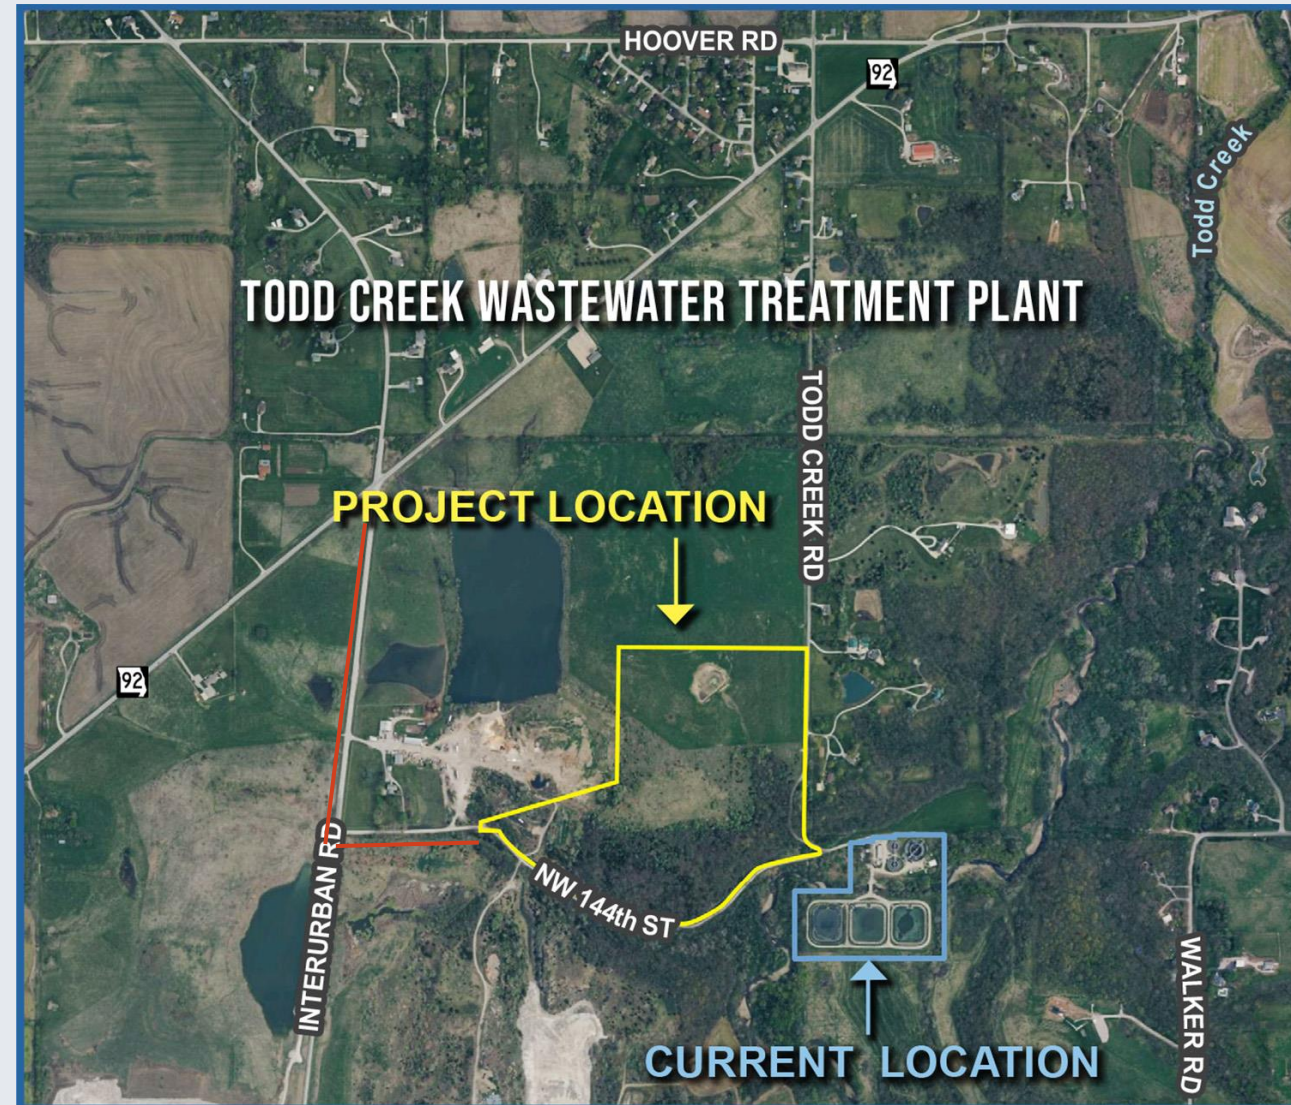 HOOVER RD
92
Todd Creek
TODD CREEK WASTEWATER TREATMENT PLANT
TODD CREEK RD
PROJECT LOCATION
92
NW 144th ST
INTERURBAN RD
WALKER RD
CURRENT LOCATION